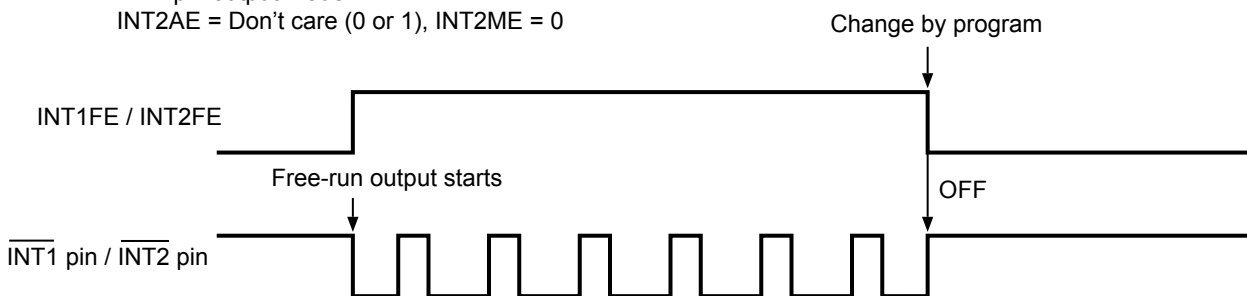 INT2AE = Don't care (0 or 1), INT2ME = 0
Change by program
INT1FE / INT2FE
Free-run output starts
OFF
INT1 pin / INT2 pin